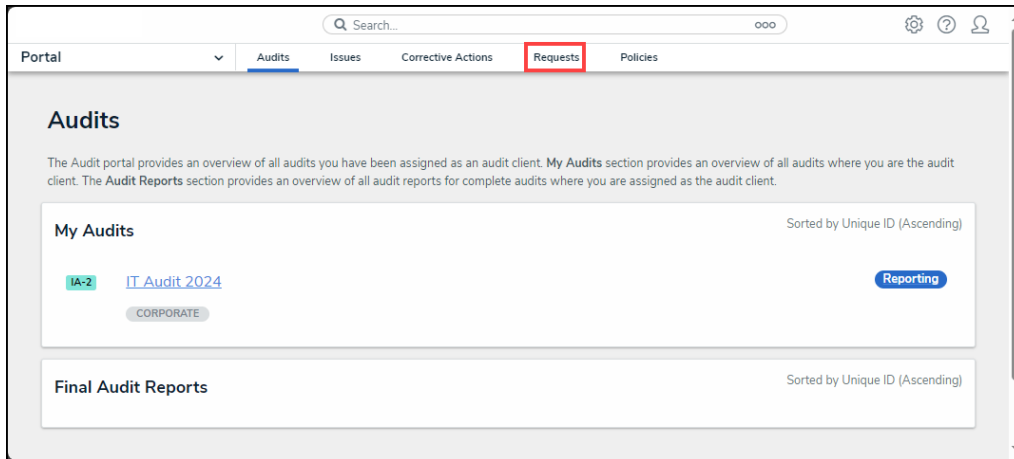 Search...
Portal Audits Issues Corrective Actions Requests Policies
Audits
The Audit portal provides an overview of all audits you have been assigned as an audit client. My Audits section provides an overview of all audits where you are the audit
client. The Audit Reports section provides an overview of all audit reports for complete audits where you are assigned as the audit client.
My Audits Sorted by Unique ID (Ascending)
IA-2 IT Audit 2024 Reporting
CORPORATE
Final Audit Reports Sorted by Unique ID (Ascending)